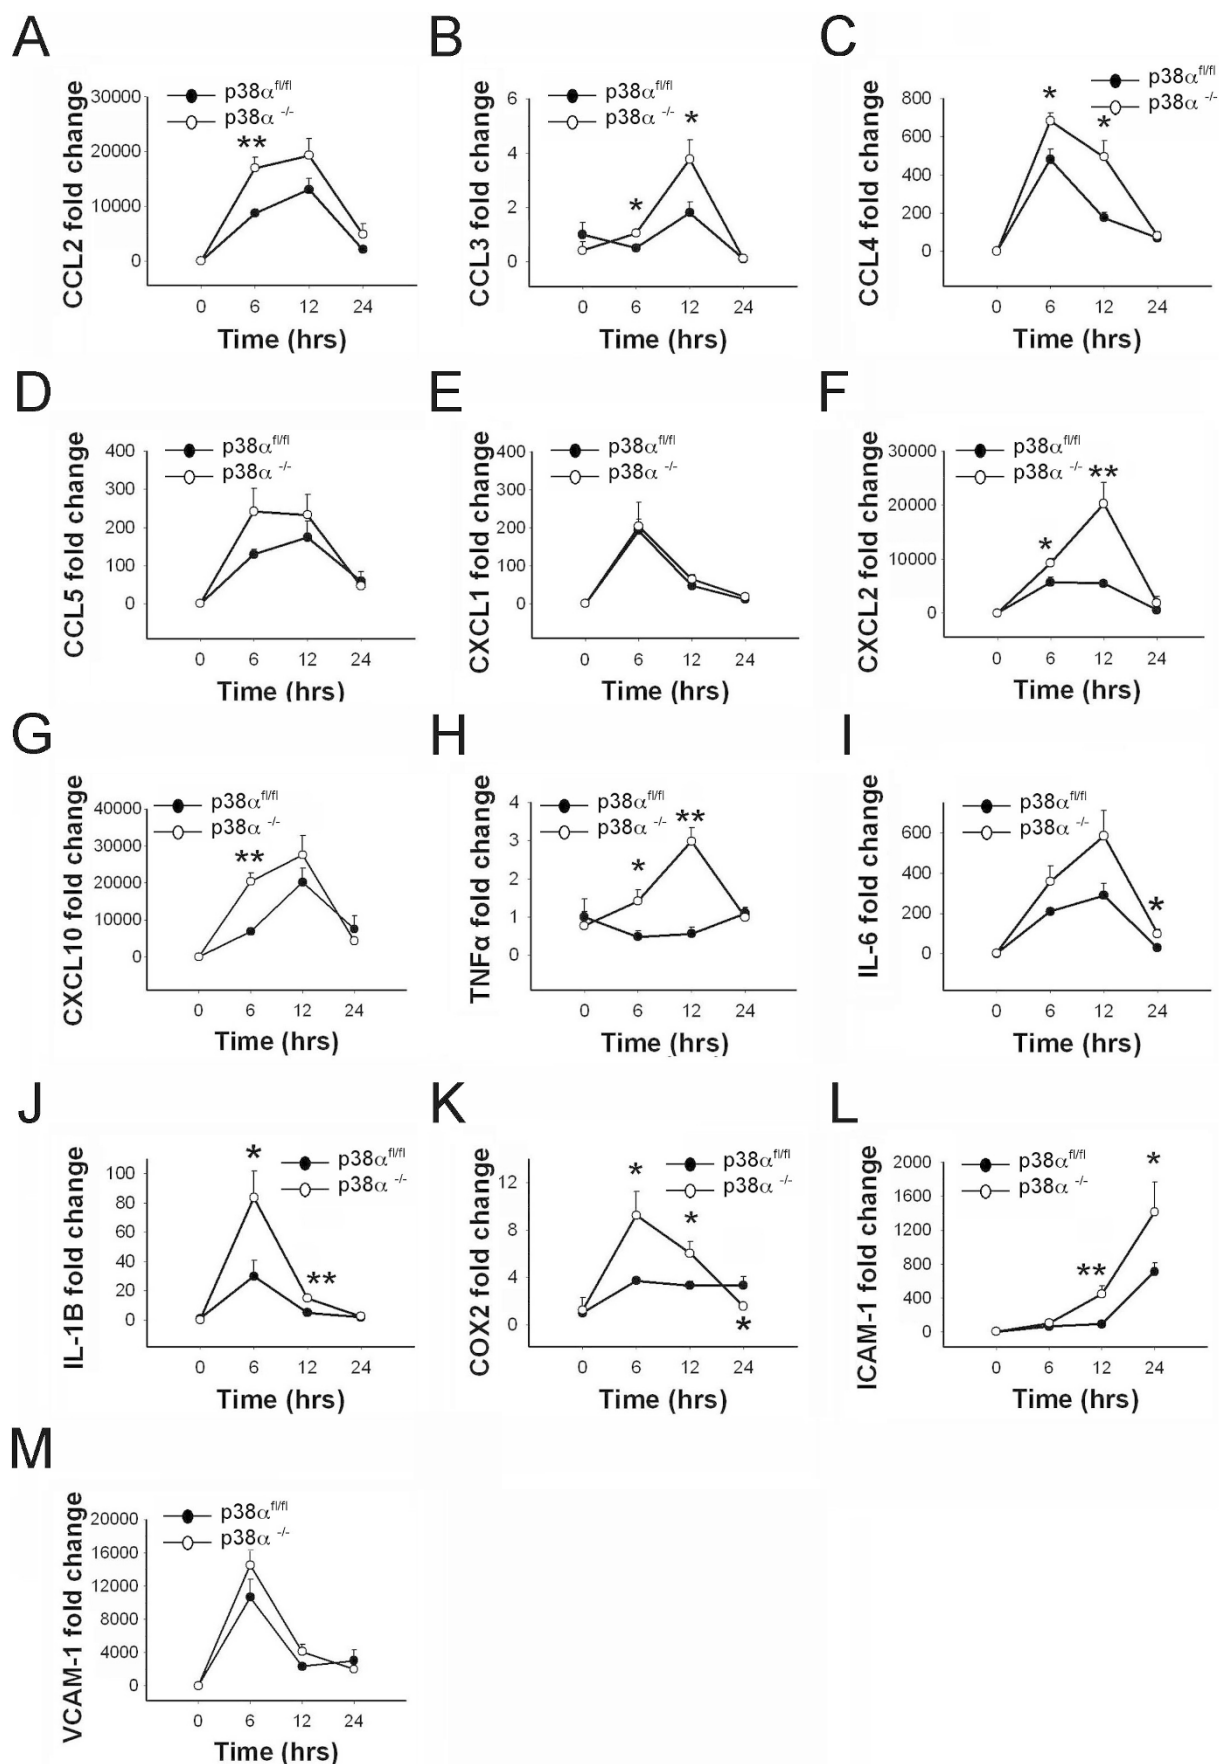 A
B
C
CCL2 fold change
30000
20000
10000
0
p38α fl/fl
p38α -/-
**
0 6 12 24
Time (hrs)
CCL3 fold change
6
4
2
0
p38α fl/fl
p38α -/-
*
*
0 6 12 24
Time (hrs)
CCL4 fold change
800
600
400
200
0
p38α fl/fl
p38α -/-
*
*
0 6 12 24
Time (hrs)
D
E
F
CCL5 fold change
400
300
200
100
0
p38α fl/fl
p38α -/-
0 6 12 24
Time (hrs)
CXCL1 fold change
400
300
200
100
0
p38α fl/fl
p38α -/-
0 6 12 24
Time (hrs)
CXCL2 fold change
30000
20000
10000
0
p38α fl/fl
p38α -/-
**
*
0 6 12 24
Time (hrs)
G
H
I
CXCL10 fold change
40000
30000
20000
10000
0
p38α fl/fl
p38α -/-
**
0 6 12 24
Time (hrs)
TNFα fold change
4
3
2
1
0
p38α fl/fl
p38α -/-
**
*
0 6 12 24
Time (hrs)
IL-6 fold change
600
400
200
0
p38α fl/fl
p38α -/-
*
0 6 12 24
Time (hrs)
J
K
L
IL-1B fold change
100
80
60
40
20
0
p38α fl/fl
p38α -/-
*
**
0 6 12 24
Time (hrs)
COX2 fold change
12
8
4
0
p38α fl/fl
p38α -/-
*
*
*
0 6 12 24
Time (hrs)
ICAM-1 fold change
2000
1600
1200
800
400
0
p38α fl/fl
p38α -/-
*
**
0 6 12 24
Time (hrs)
M
VCAM-1 fold change
20000
16000
12000
8000
4000
0
p38α fl/fl
p38α -/-
0 6 12 24
Time (hrs)